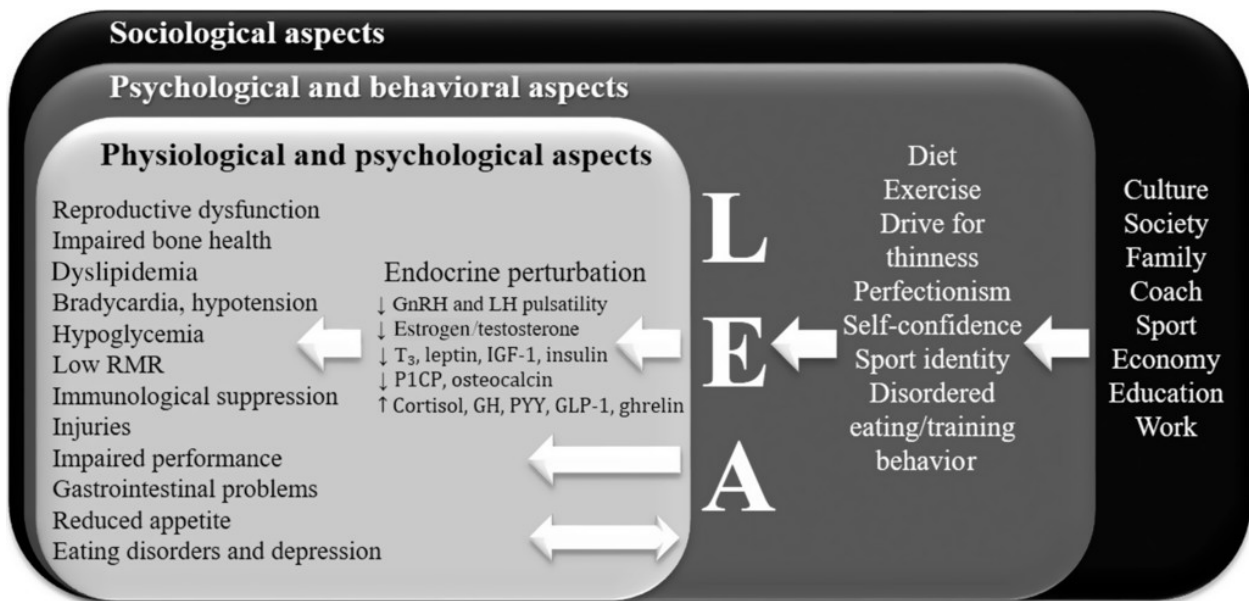 Sociological aspects
Psychological and behavioral aspects
Physiological and psychological aspects
Reproductive dysfunction
Impaired bone health
Dyslipidemia
Bradycardia, hypotension
Hypoglycemia
Low RMR
Immunological suppression
Injuries
Impaired performance
Gastrointestinal problems
Reduced appetite
Eating disorders and depression
Endocrine perturbation
↓ GnRH and LH pulsatility
↓ Estrogen/testosterone
↓ T₃, leptin, IGF-1, insulin
↓ P1CP, osteocalcin
↑ Cortisol, GH, PYY, GLP-1, ghrelin
L
E
A
Diet
Exercise
Drive for
thinness
Perfectionism
Self-confidence
Sport identity
Disordered
eating/training
behavior
Culture
Society
Family
Coach
Sport
Economy
Education
Work